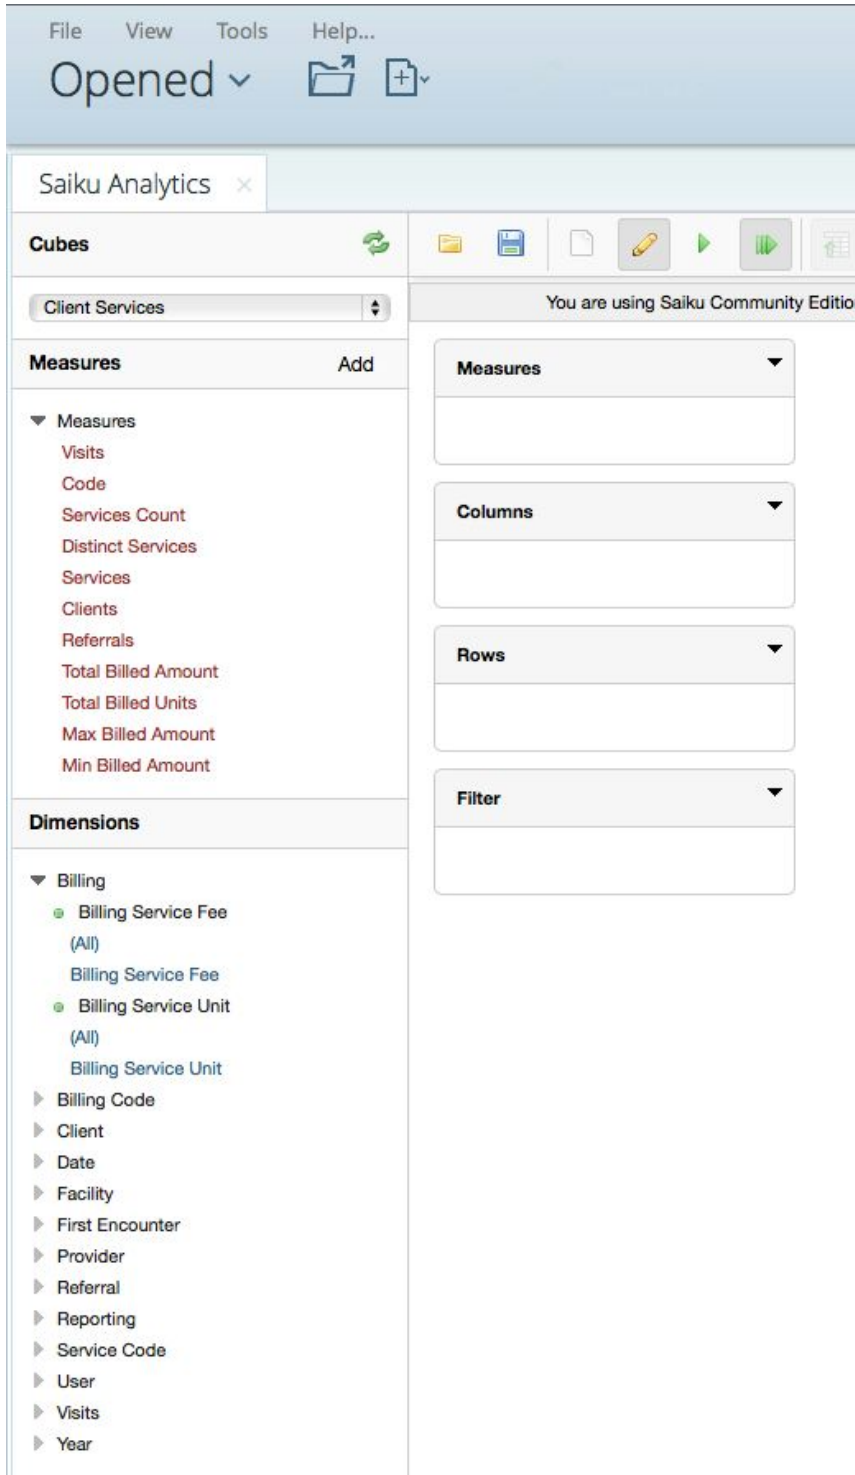 File View Tools Help...
Opened
Saiku Analytics
Cubes
Client Services
You are using Saiku Community Editio
Measures Add
Measures
Visits
Code
Services Count
Distinct Services
Services
Clients
Referrals
Total Billed Amount
Total Billed Units
Max Billed Amount
Min Billed Amount
Dimensions
Billing
Billing Service Fee
(All)
Billing Service Fee
Billing Service Unit
(All)
Billing Service Unit
Billing Code
Client
Date
Facility
First Encounter
Provider
Referral
Reporting
Service Code
User
Visits
Year
Measures
Columns
Rows
Filter